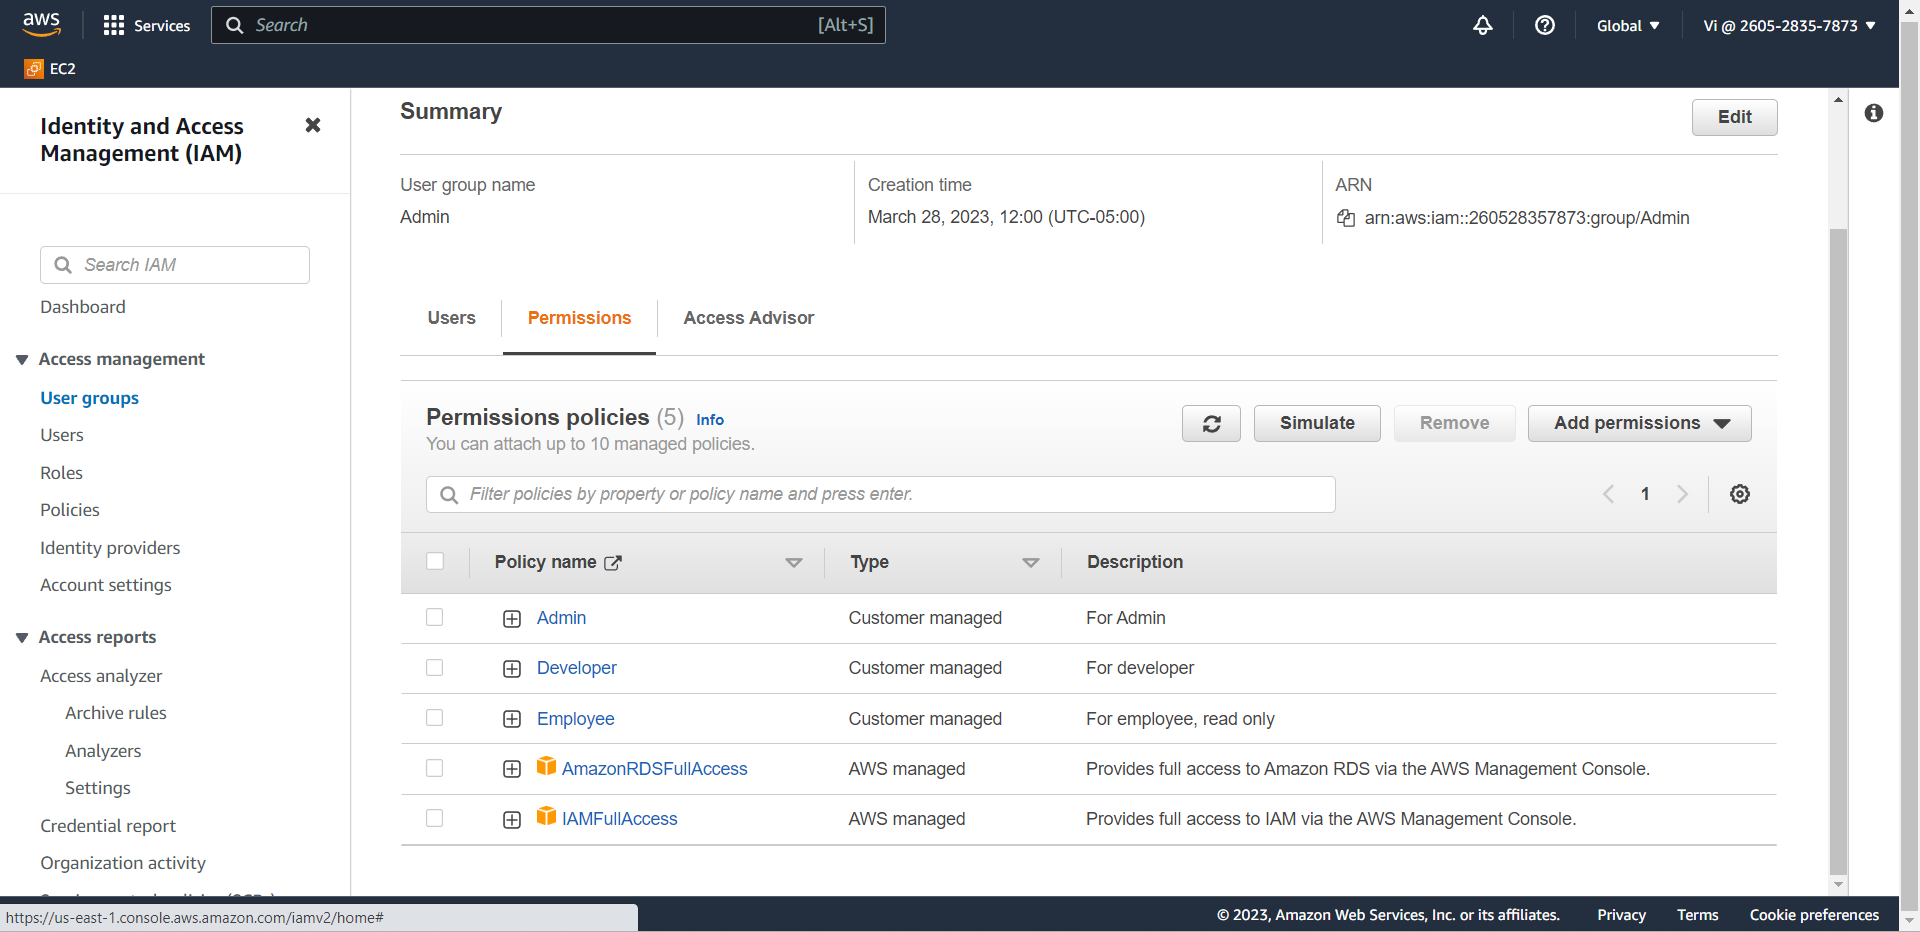 aws
Services
Search
[Alt+S]
Global
Vi @ 2605-2835-7873
EC2
Identity and Access
Management (IAM)
Search IAM
Dashboard
Access management
User groups
Users
Roles
Policies
Identity providers
Account settings
Access reports
Access analyzer
Archive rules
Analyzers
Settings
Credential report
Organization activity
Summary
Edit
User group name
Admin
Creation time
March 28, 2023, 12:00 (UTC-05:00)
ARN
arn:aws:iam::260528357873:group/Admin
Users
Permissions
Access Advisor
Permissions policies (5) Info
You can attach up to 10 managed policies.
Simulate
Remove
Add permissions
Filter policies by property or policy name and press enter.
1
Policy name Type Description
Admin Customer managed For Admin
Developer Customer managed For developer
Employee Customer managed For employee, read only
AmazonRDSFullAccess AWS managed Provides full access to Amazon RDS via the AWS Management Console.
IAMFullAccess AWS managed Provides full access to IAM via the AWS Management Console.
https://us-east-1.console.aws.amazon.com/iamv2/home#
© 2023, Amazon Web Services, Inc. or its affiliates. Privacy Terms Cookie preferences